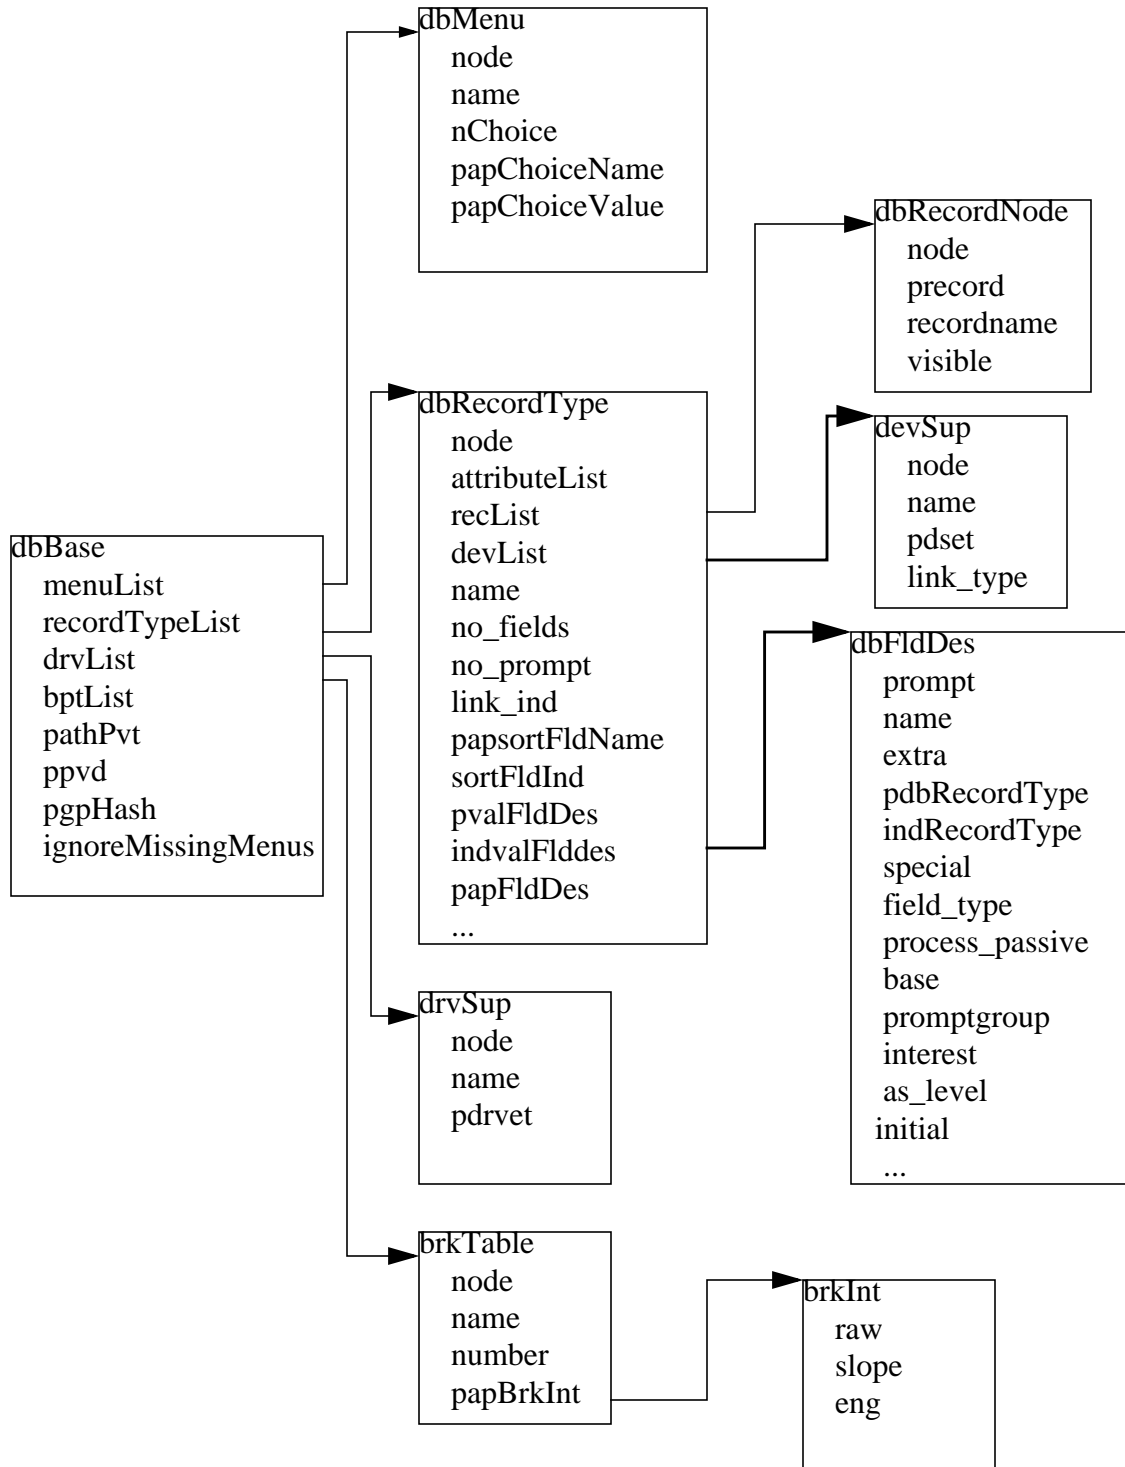 dbMenu
node
name
nChoice
papChoiceName
papChoiceValue
dbRecordNode
node
precord
recordname
visible
dbRecordType
node
attributeList
recList
devList
name
no_fields
no_prompt
link_ind
papsortFldName
sortFldInd
pvalFldDes
indvalFlddes
papFldDes
...
devSup
node
name
pdset
link_type
dbBase
menuList
recordTypeList
drvList
bptList
pathPvt
ppvd
pgpHash
ignoreMissingMenus
dbFldDes
prompt
name
extra
pdbRecordType
indRecordType
special
field_type
process_passive
base
promptgroup
interest
as_level
initial
...
drvSup
node
name
pdrvet
brkTable
node
name
number
papBrkInt
brkInt
raw
slope
eng